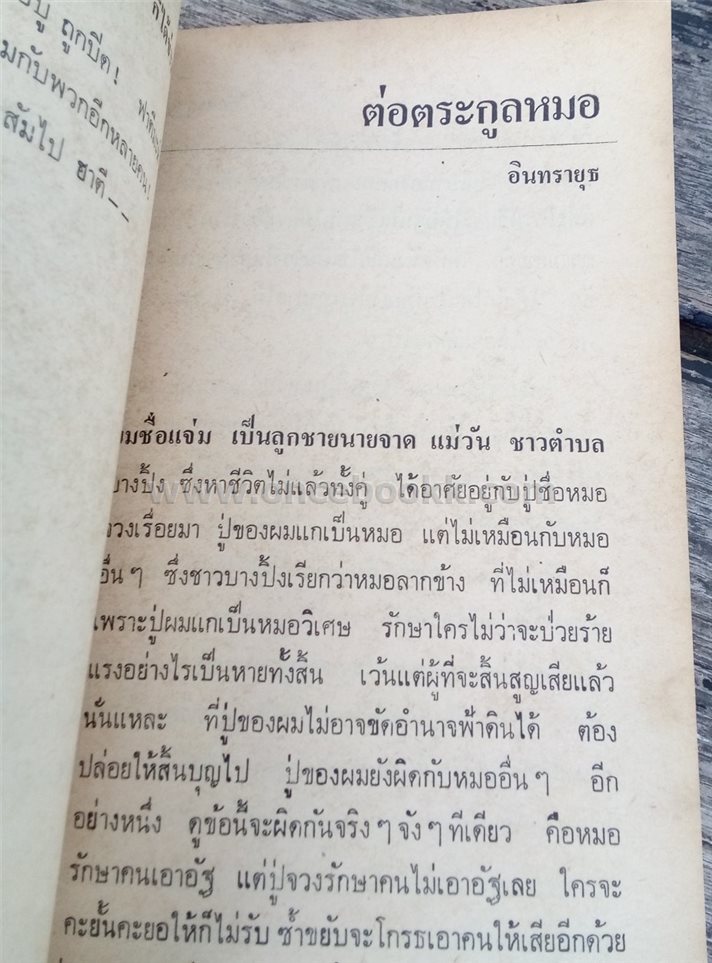 ปู ถูกบีด!
มกับพวกอีกหลายคน!
สัมไป ฮาตี--
ต่อตระกูลหมอ
อินทรายุธ
ผมชื่อแจ่ม เป็นลูกชายนายจาด แม่วัน ชาวตำบล
บางปิ้ง ซึ่งหาชีวิตไม่แล้วทั้งคู่ ได้อาศัยอยู่กับปู่ชื่อหมอ
จวงเรื่อยมา ปู่ของผมแกเป็นหมอ แต่ไม่เหมือนกับหมอ
อื่นๆ ซึ่งชาวบางปิ้งเรียกว่าหมอลากข้าง ที่ไม่เหมือนก็
เพราะปู่ผมแกเป็นหมอวิเศษ รักษาใครไม่ว่าจะป่วยร้าย
แรงอย่างไรเป็นหายทั้งสิ้น เว้นแต่ผู้ที่จะสิ้นสูญเสียแล้ว
นั่นแหละ ที่ปู่ของผมไม่อาจขัดอำนาจฟ้าดินได้ ต้อง
ปล่อยให้สิ้นบุญไป ปู่ของผมยังผิดกับหมออื่นๆ อีก
อย่างหนึ่ง ดูข้อนี้จะผิดกันจริงๆจังๆทีเดียว คือหมอ
รักษาคนเอาอัฐ แต่ปู่จวงรักษาคนไม่เอาอัฐเลย ใครจะ
คะยั้นคะยอให้ก็ไม่รับ ซ้ำขยับจะโกรธเอาคนให้เสียอีกด้วย